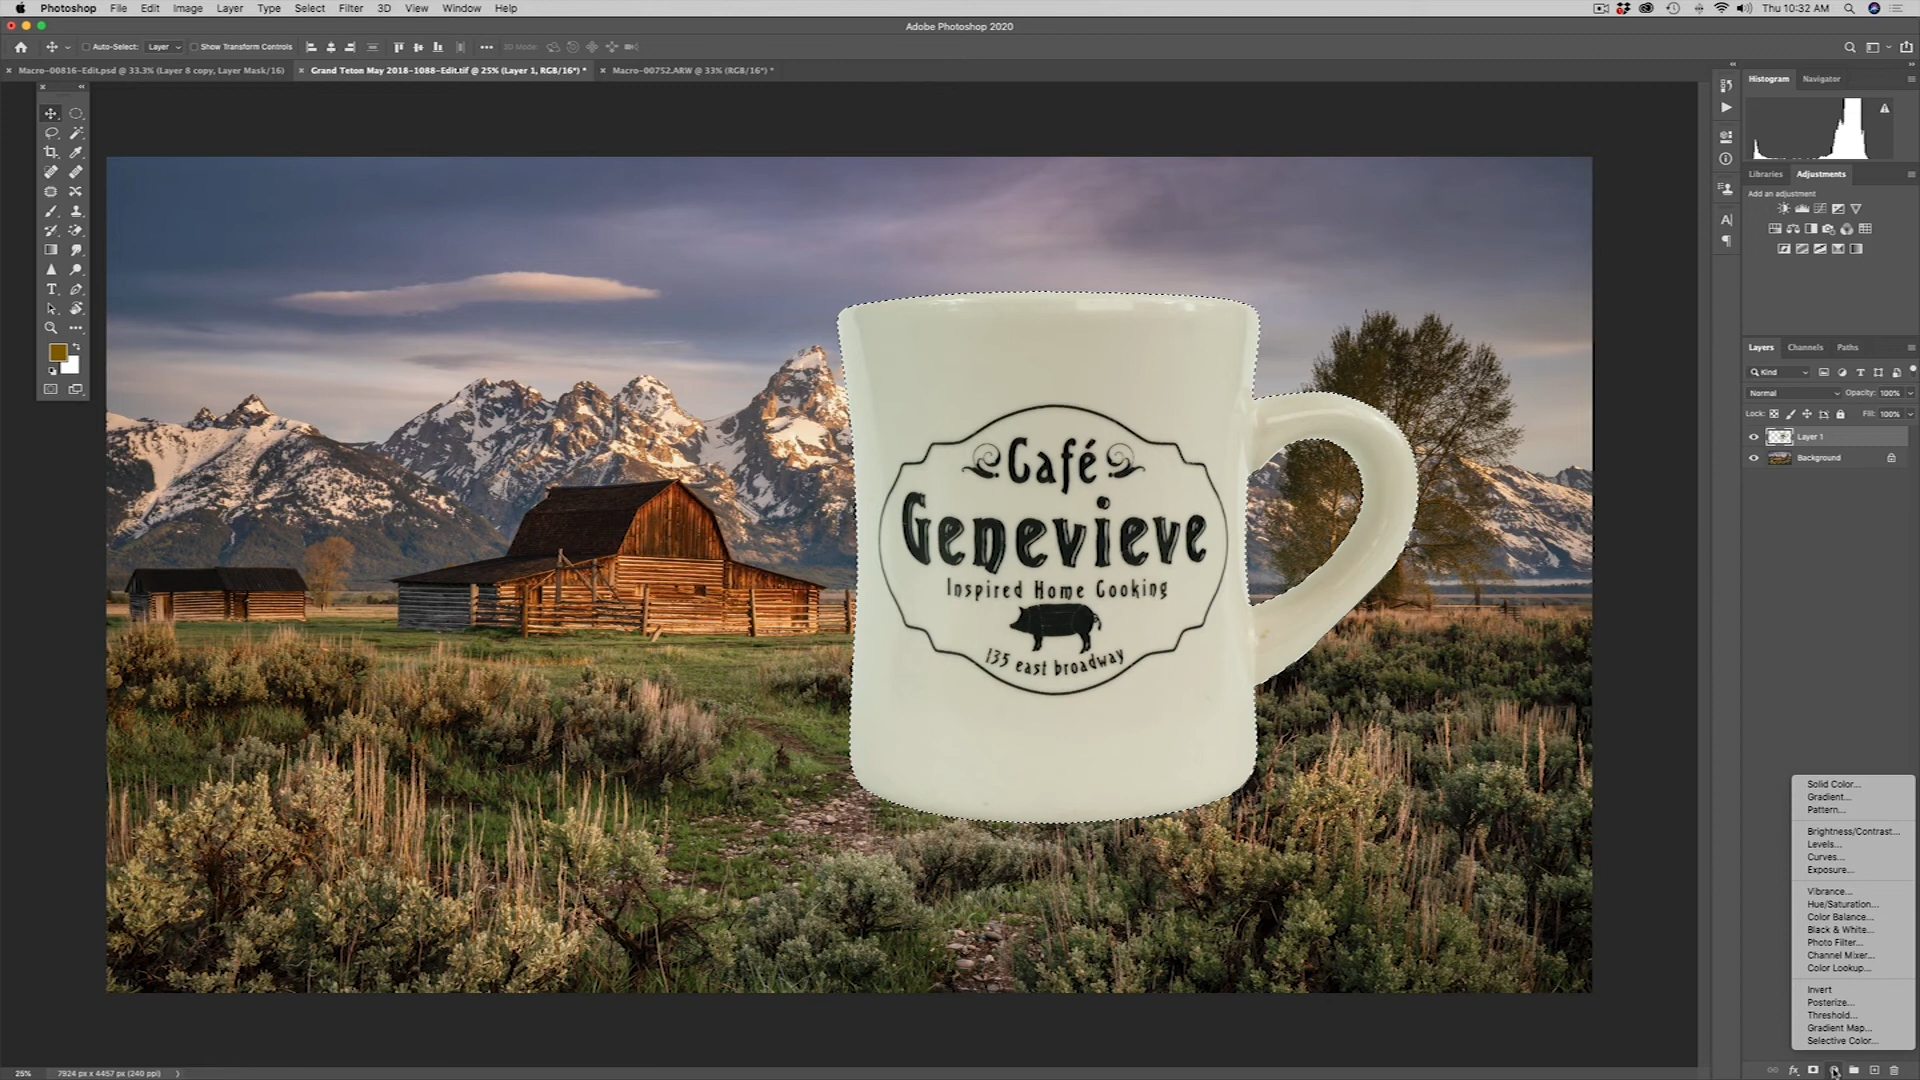 Photoshop File Edit Image Layer Type Select Filter 3D View Window Help
Thu 10:32 AM
Adobe Photoshop 2020
Auto-Select: Layer Show Transform Controls 3D Mode:
Macro-00816-Edit.psd @ 33.3% (Layer 8 copy, Layer Mask/16) Grand Teton May 2018-1088-Edit.tif @ 25% (Layer 1, RGB/16*) * Macro-00752.ARW @ 33% (RGB/16*) *
Histogram Navigator
Libraries Adjustments
Add an adjustment
Layers Channels Paths
Kind
Normal Opacity: 100%
Lock: Fill: 100%
Layer 1
Background
Café
Genevieve
Inspired Home Cooking
135 east broadway
Solid Color...
Gradient...
Pattern...
Brightness/Contrast...
Levels...
Curves...
Exposure...
Vibrance...
Hue/Saturation...
Color Balance...
Black & White...
Photo Filter...
Channel Mixer...
Color Lookup...
Invert
Posterize...
Threshold...
Gradient Map...
Selective Color...
25% 7924 px x 4457 px (240 ppi)